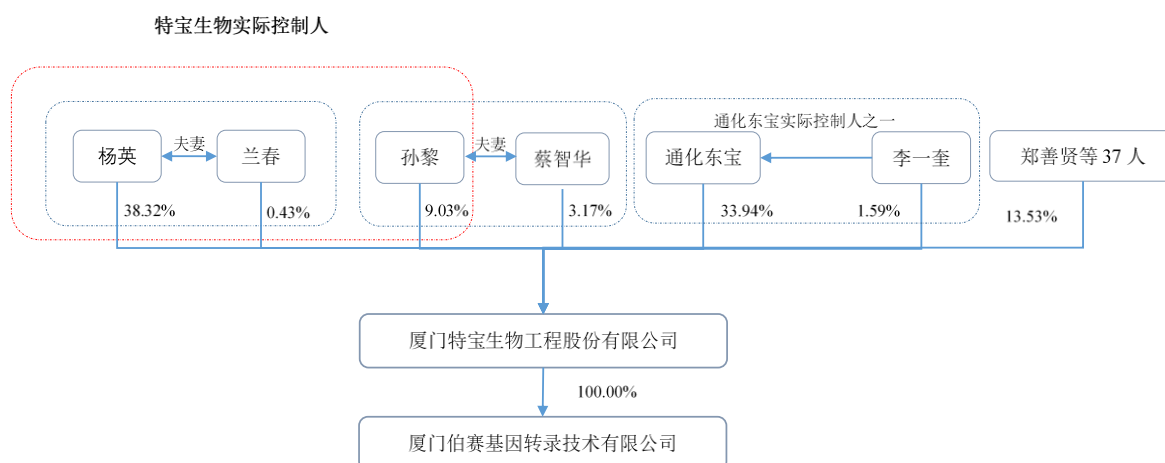 特宝生物实际控制人
通化东宝实际控制人之一
杨英
夫妻
兰春
孙黎
夫妻
蔡智华
通化东宝
李一奎
郑善贤等 37 人
38.32%
0.43%
9.03%
3.17%
33.94%
1.59%
13.53%
厦门特宝生物工程股份有限公司
100.00%
厦门伯赛基因转录技术有限公司